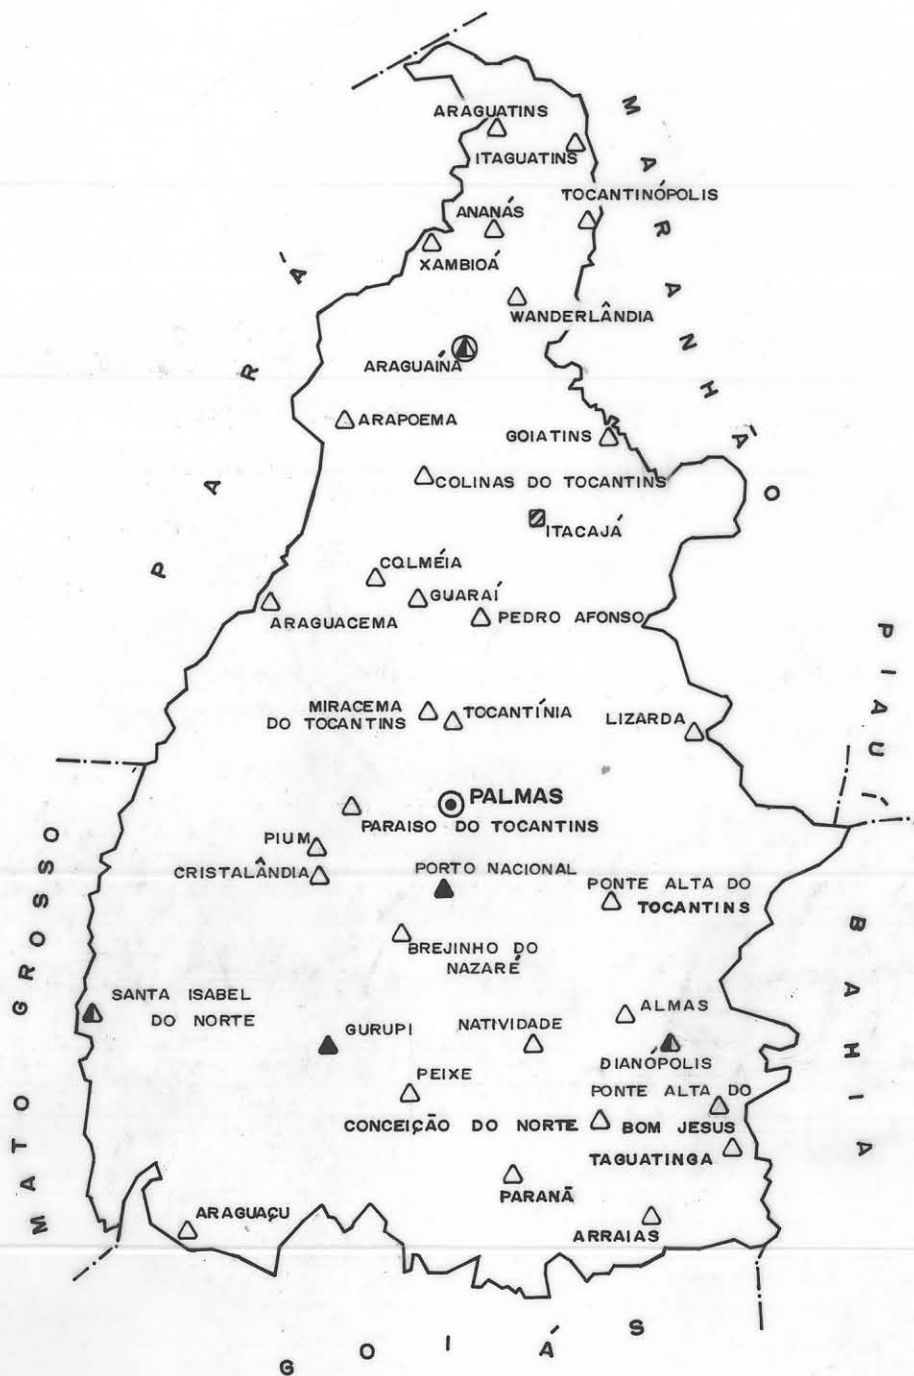 ARAGUATINS
ITAGUATINS
TOCANTINÓPOLIS
ANANÁS
XAMBIOÁ
WANDERLÂNDIA
ARAGUAÍNA
ARAPOEMA
GOIATINS
COLINAS DO TOCANTINS
ITACAJÁ
COLMÉIA
GUARAÍ
ARAGUACEMA
PEDRO AFONSO
MIRACEMA
DO TOCANTINS
TOCANTÍNIA
LIZARDA
PALMAS
PARAISO DO TOCANTINS
PIUM
CRISTALÂNDIA
PORTO NACIONAL
PONTE ALTA DO
TOCANTINS
BREJINHO DO
NAZARÉ
SANTA ISABEL
DO NORTE
GURUPI
NATIVIDADE
ALMAS
DIANÓPOLIS
PEIXE
PONTE ALTA DO
BOM JESUS
CONCEIÇÃO DO NORTE
TAGUATINGA
PARANÃ
ARAGUAÇU
ARRAIAS
PARÁ
MARANHÃO
PIAUÍ
BAHIA
MATO GROSSO
GOIÁS